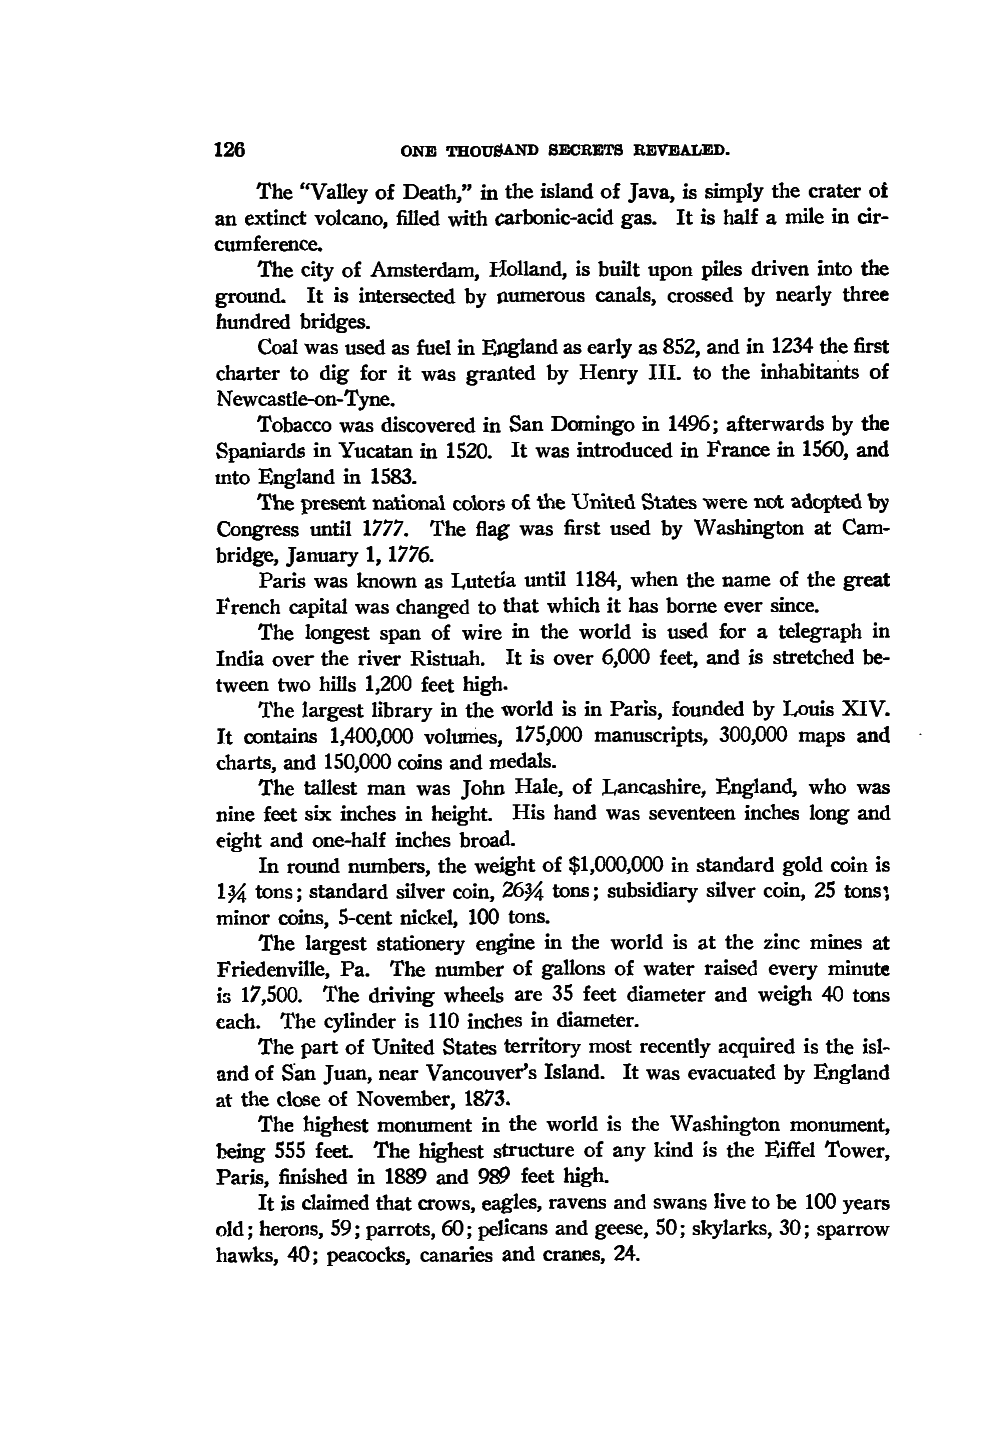 126 ONE THOUSAND SECRETS REVEALED.
The “Valley of Death,” in the island of Java, is simply the crater of
an extinct volcano, filled with carbonic-acid gas. It is half a mile in cir-
cumference.
The city of Amsterdam, Holland, is built upon piles driven into the
ground. It is intersected by numerous canals, crossed by nearly three
hundred bridges.
Coal was used as fuel in England as early as 852, and in 1234 the first
charter to dig for it was granted by Henry III. to the inhabitants of
Newcastle-on-Tyne.
Tobacco was discovered in San Domingo in 1496; afterwards by the
Spaniards in Yucatan in 1520. It was introduced in France in 1560, and
into England in 1583.
The present national colors of the United States were not adopted by
Congress until 1777. The flag was first used by Washington at Cam-
bridge, January 1, 1776.
Paris was known as Lutetia until 1184, when the name of the great
French capital was changed to that which it has borne ever since.
The longest span of wire in the world is used for a telegraph in
India over the river Ristuah. It is over 6,000 feet, and is stretched be-
tween two hills 1,200 feet high.
The largest library in the world is in Paris, founded by Louis XIV.
It contains 1,400,000 volumes, 175,000 manuscripts, 300,000 maps and
charts, and 150,000 coins and medals.
The tallest man was John Hale, of Lancashire, England, who was
nine feet six inches in height. His hand was seventeen inches long and
eight and one-half inches broad.
In round numbers, the weight of $1,000,000 in standard gold coin is
1¾ tons; standard silver coin, 26¾ tons; subsidiary silver coin, 25 tons;
minor coins, 5-cent nickel, 100 tons.
The largest stationery engine in the world is at the zinc mines at
Friedenville, Pa. The number of gallons of water raised every minute
is 17,500. The driving wheels are 35 feet diameter and weigh 40 tons
each. The cylinder is 110 inches in diameter.
The part of United States territory most recently acquired is the isl-
and of San Juan, near Vancouver's Island. It was evacuated by England
at the close of November, 1873.
The highest monument in the world is the Washington monument,
being 555 feet. The highest structure of any kind is the Eiffel Tower,
Paris, finished in 1889 and 989 feet high.
It is claimed that crows, eagles, ravens and swans live to be 100 years
old; herons, 59; parrots, 60; pelicans and geese, 50; skylarks, 30; sparrow
hawks, 40; peacocks, canaries and cranes, 24.